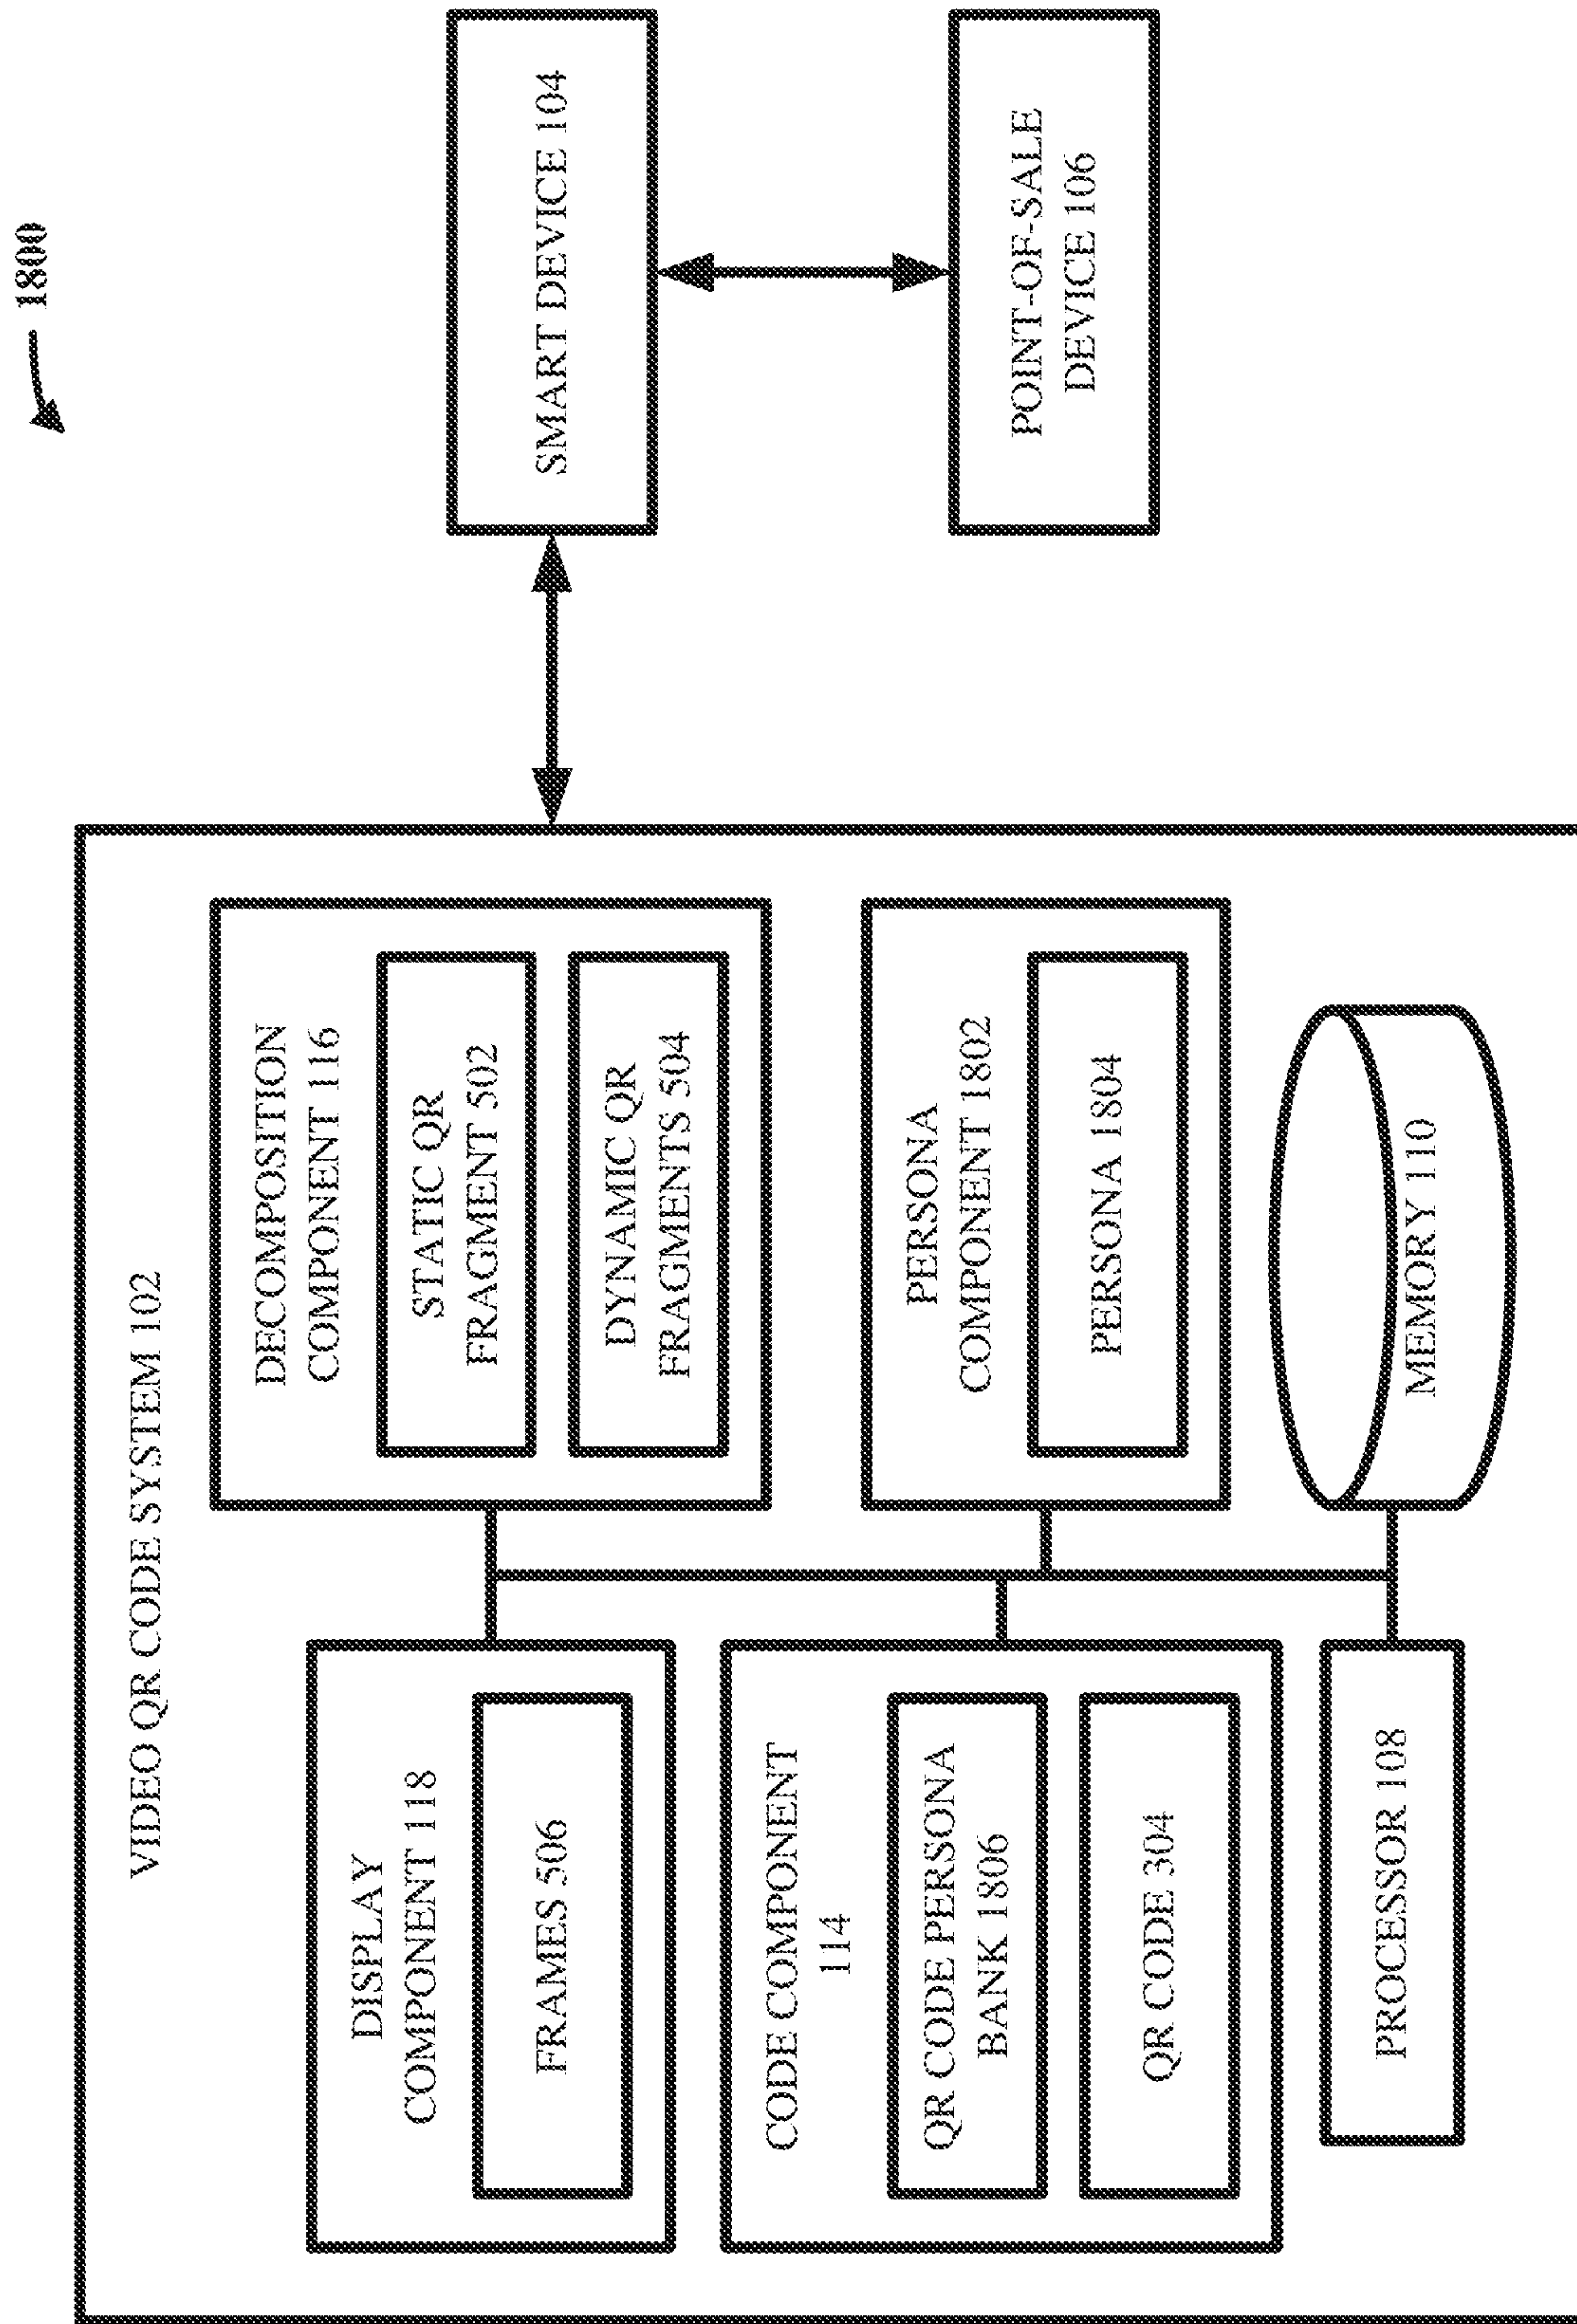 1800
VIDEO QR CODE SYSTEM 102
DISPLAY
COMPONENT 118
FRAMES 506
DECOMPOSITION
COMPONENT 116
STATIC QR
FRAGMENT 502
DYNAMIC QR
FRAGMENTS 504
CODE COMPONENT
114
QR CODE PERSONA
BANK 1806
QR CODE 304
PERSONA
COMPONENT 1802
PERSONA 1804
PROCESSOR 108
MEMORY 110
SMART DEVICE 104
POINT-OF-SALE
DEVICE 106